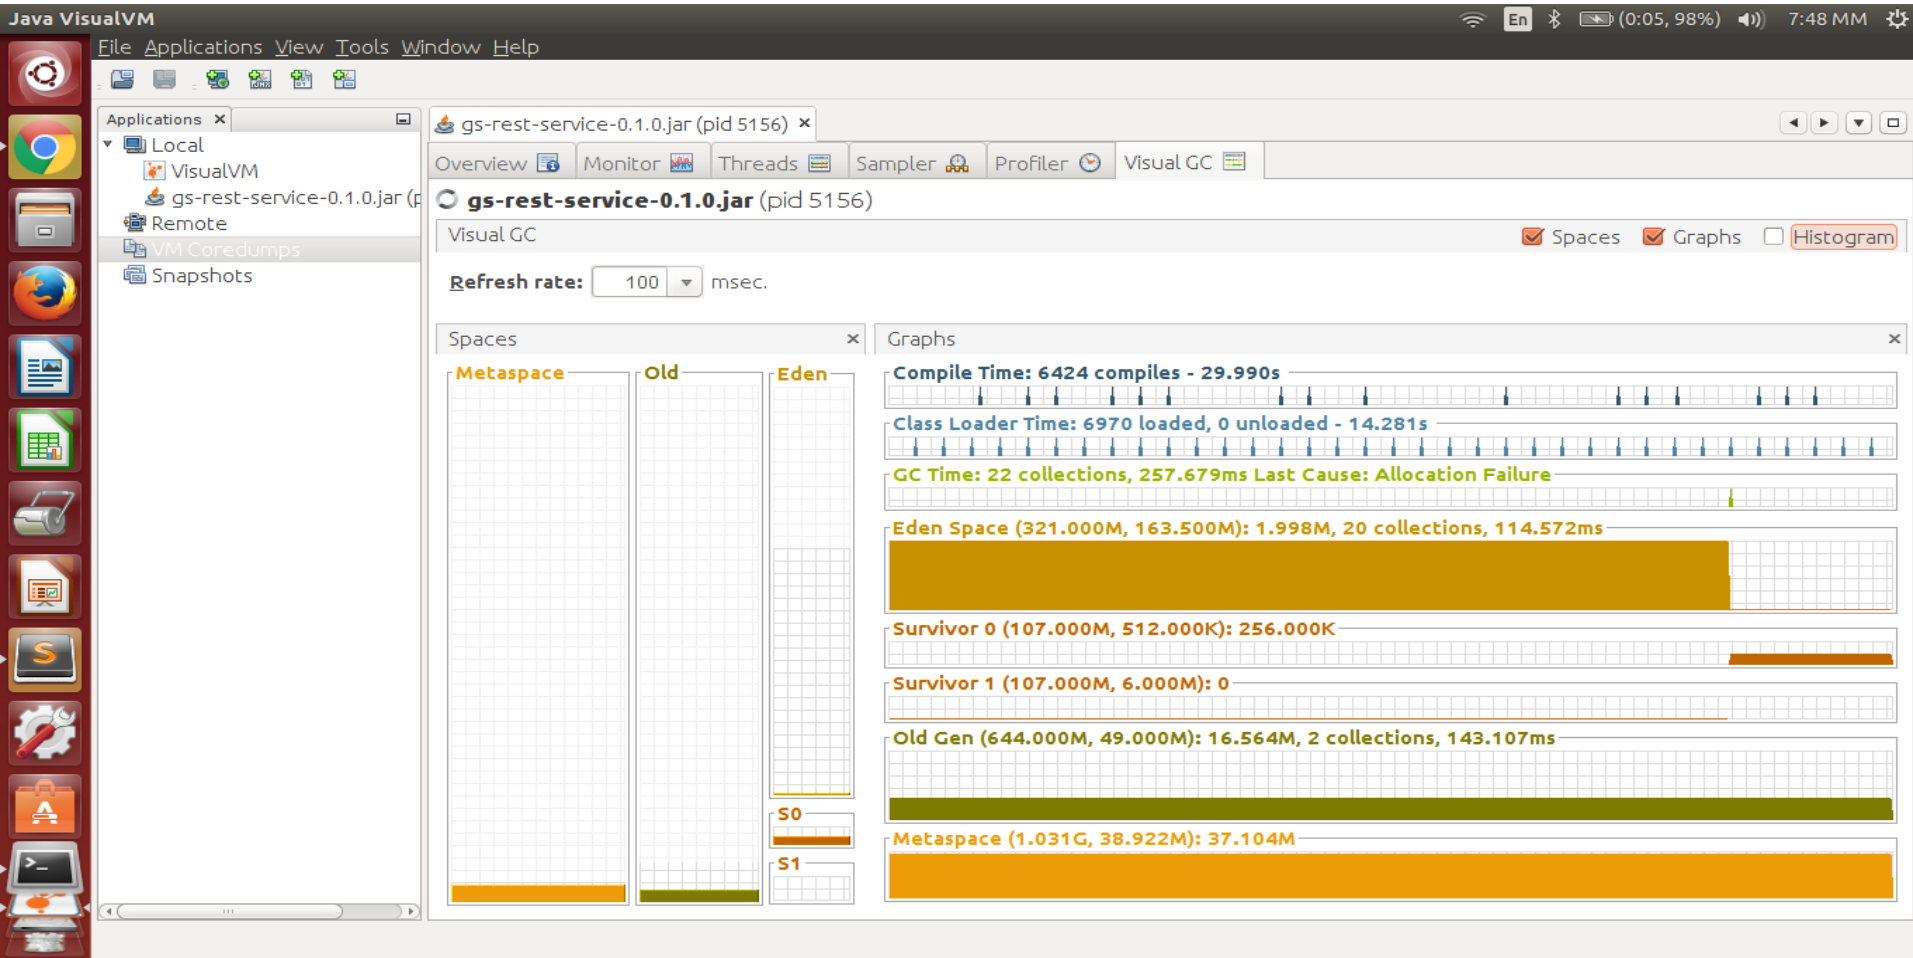 Java VisualVM
En (0:05, 98%) 7:48 MM
File Applications View Tools Window Help
Applications
Local
VisualVM
gs-rest-service-0.1.0.jar (p
Remote
VM Coredumps
Snapshots
gs-rest-service-0.1.0.jar (pid 5156)
Overview Monitor Threads Sampler Profiler Visual GC
gs-rest-service-0.1.0.jar (pid 5156)
Visual GC
Spaces Graphs Histogram
Refresh rate: 100 msec.
Spaces
Metaspace Old Eden
S0
S1
Graphs
Compile Time: 6424 compiles - 29.990s
Class Loader Time: 6970 loaded, 0 unloaded - 14.281s
GC Time: 22 collections, 257.679ms Last Cause: Allocation Failure
Eden Space (321.000M, 163.500M): 1.998M, 20 collections, 114.572ms
Survivor 0 (107.000M, 512.000K): 256.000K
Survivor 1 (107.000M, 6.000M): 0
Old Gen (644.000M, 49.000M): 16.564M, 2 collections, 143.107ms
Metaspace (1.031G, 38.922M): 37.104M